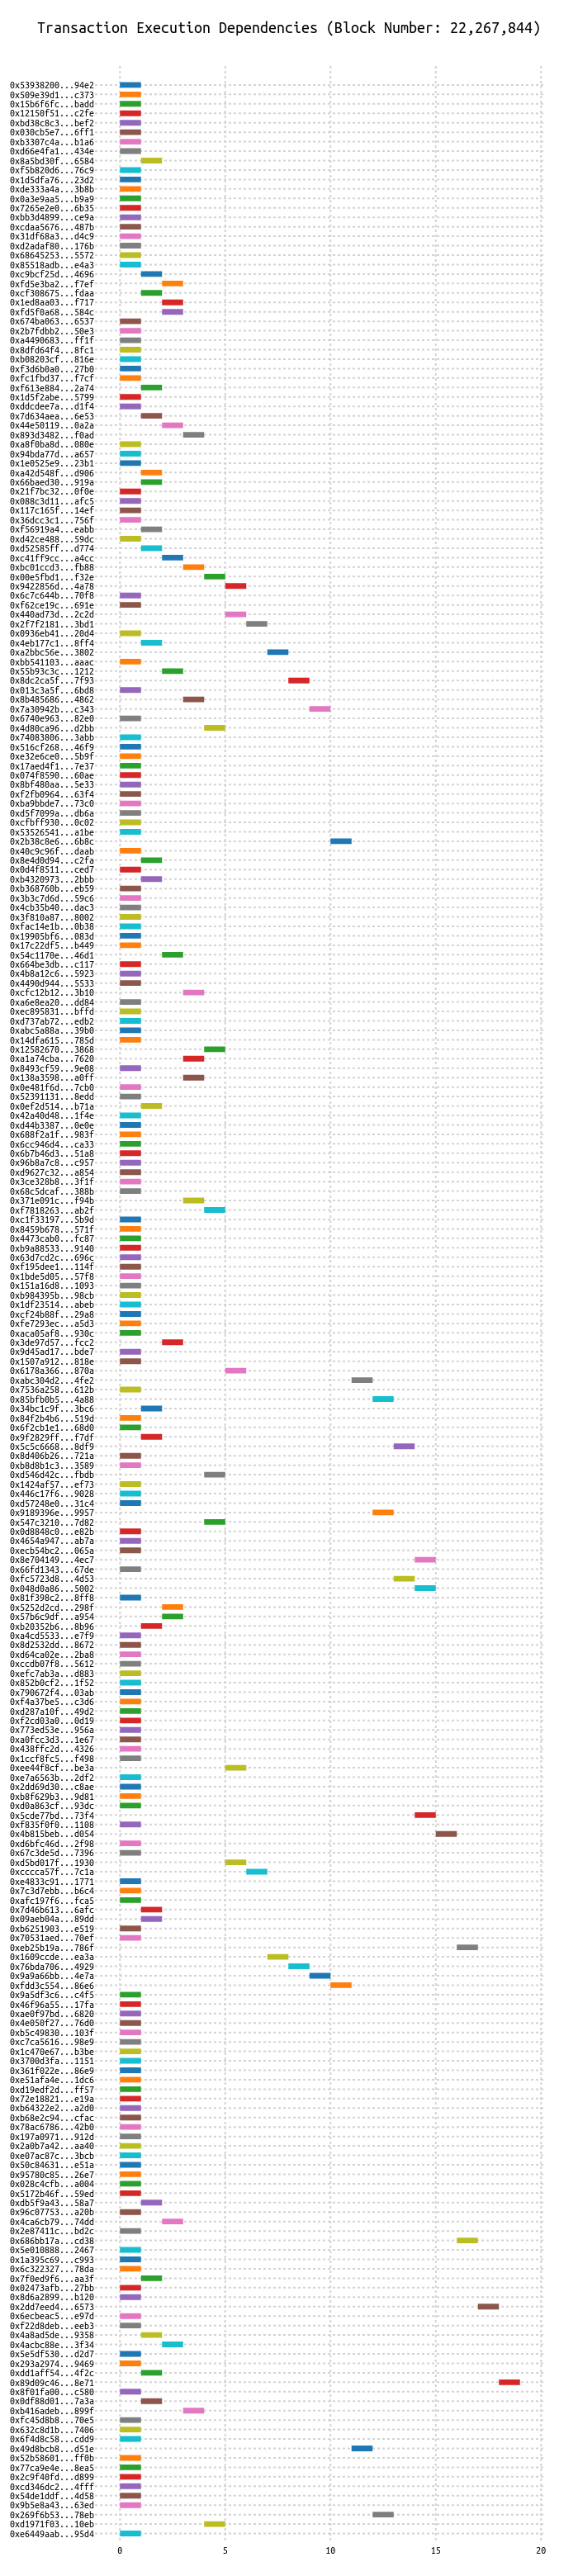 Transaction Execution Dependencies (Block Number: 22,267,844)
0x53938200...94e2
0x509e39d1...c373
0x15b6f6fc...badd
0x12150f51...c2fe
0xbd38c8c3...bef2
0x030cb5e7...6ff1
0xb3307c4a...b1a6
0xd66e4fa1...434e
0x8a5bd30f...6584
0xf5b820d6...76c9
0x1d5dfa76...23d2
0xde333a4a...3b8b
0x0a3e9aa5...b9a9
0x7265e2e0...6b35
0xbb3d4899...ce9a
0xcdaa5676...487b
0x31df68a3...d4c9
0xd2adaf80...176b
0x68645253...5572
0x85518adb...e4a3
0xc9bcf25d...4696
0xfd5e3ba2...f7ef
0xcf308675...fdaa
0x1ed8aa03...f717
0xfd5f0a68...584c
0x674ba063...6537
0x2b7fdbb2...50e3
0xa4490683...ff1f
0x8dfd64f4...8fc1
0xb08203cf...816e
0xf3d6b0a0...27b0
0xfc1fbd37...f7cf
0xf613e884...2a74
0x1d5f2abe...5799
0xddcdee7a...d1f4
0x7d634aea...6e53
0x44e50119...0a2a
0x893d3482...f0ad
0xa8f0ba8d...080e
0x94bda77d...a657
0x1e0525e9...23b1
0xa42d548f...d906
0x66baed30...919a
0x21f7bc32...0f0e
0x088c3d11...afc5
0x117c165f...14ef
0x36dcc3c1...756f
0xf56919a4...eabb
0xd42ce488...59dc
0xd52585ff...d774
0xc41ff9cc...a4cc
0xbc01ccd3...fb88
0x00e5fbd1...f32e
0x9422856d...4a78
0x6c7c644b...70f8
0xf62ce19c...691e
0x440ad73d...2c2d
0x2f7f2181...3bd1
0x0936eb41...20d4
0x4eb177c1...8ff4
0xa2bbc56e...3802
0xbb541103...aaac
0x55b93c3c...1212
0x8dc2ca5f...7f93
0x013c3a5f...6bd8
0x8b485686...4862
0x7a30942b...c343
0x6740e963...82e0
0x4d80ca96...d2bb
0x74083806...3abb
0x516cf268...46f9
0xe32e6ce0...5b9f
0x17aed4f1...7e37
0x074f8590...60ae
0x8bf480aa...5e33
0xf2fb0964...63f4
0xba9bbde7...73c0
0xd5f7099a...db6a
0xcfbff930...0c02
0x53526541...a1be
0x2b38c8e6...6b8c
0x40c9c96f...daab
0x8e4d0d94...c2fa
0x0d4f8511...ced7
0xb4320973...2bbb
0xb368760b...eb59
0x3b3c7d6d...59c6
0x4cb35b40...dac3
0x3f810a87...8002
0xfac14e1b...0b38
0x19905bf6...083d
0x17c22df5...b449
0x54c1170e...46d1
0x664be3db...c117
0x4b8a12c6...5923
0x4490d944...5533
0xcfc12b12...3b10
0xa6e8ea20...dd84
0xec895831...bffd
0xd737ab72...edb2
0xabc5a88a...39b0
0x14dfa615...785d
0x12582670...3868
0xa1a74cba...7620
0x8493cf59...9e08
0x138a3598...a0ff
0x0e481f6d...7cb0
0x52391131...8edd
0x0ef2d514...b71a
0x42a40d48...1f4e
0xd44b3387...0e0e
0x688f2a1f...983f
0x6cc946d4...ca33
0x6b7b46d3...51a8
0x96b8a7c8...c957
0xd9627c32...a854
0x3ce328b8...3f1f
0x68c5dcaf...388b
0x371e091c...f94b
0xf7818263...ab2f
0xc1f33197...5b9d
0x8459b678...571f
0x4473cab0...fc87
0xb9a88533...9140
0x63d7cd2c...696c
0xf195dee1...114f
0x1bde5d05...57f8
0x151a16d8...1093
0xb984395b...98cb
0x1df23514...abeb
0xcf24b88f...29a8
0xfe7293ec...a5d3
0xaca05af8...930c
0x3de97d57...fcc2
0x9d45ad17...bde7
0x1507a912...818e
0x6178a366...870a
0xabc304d2...4fe2
0x7536a258...612b
0x85bfb0b5...4a88
0x34bc1c9f...3bc6
0x84f2b4b6...519d
0x6f2cb1e1...68d0
0x9f2829ff...f7df
0x5c5c6668...8df9
0x8d406b26...721a
0xb8d8b1c3...3589
0xd546d42c...fbdb
0x1424af57...ef73
0x446c17f6...9028
0xd57248e0...31c4
0x9189396e...9957
0x547c3210...7d82
0x0d8848c0...e82b
0x4654a947...ab7a
0xecb54bc2...065a
0x8e704149...4ec7
0x66fd1343...67de
0xfc5723d8...4d53
0x048d0a86...5002
0x81f398c2...8ff8
0x5252d2cd...298f
0x57b6c9df...a954
0xb20352b6...8b96
0xa4cd5533...e7f9
0x8d2532dd...8672
0xd64ca02e...2ba8
0xccdb07f8...5612
0xefc7ab3a...d883
0x852b0cf2...1f52
0x790672f4...03ab
0xf4a37be5...c3d6
0xd287a10f...49d2
0xf2cd03a0...0d19
0x773ed53e...956a
0xa0fcc3d3...1e67
0x438ffc2d...4326
0x1ccf8fc5...f498
0xee44f8cf...be3a
0xe7a6563b...2df2
0x2dd69d30...c8ae
0xb8f629b3...9d81
0xd0a863cf...93dc
0x5cde77bd...73f4
0xf835f0f0...1108
0x4b815beb...d054
0xd6bfc46d...2f98
0x67c3de5d...7396
0xd5bd017f...1930
0xcccca57f...7c1a
0xe4833c91...1771
0x7c3d7ebb...b6c4
0xafc197f6...fca5
0x7d46b613...6afc
0x09aeb04a...89dd
0xb6251903...e519
0x70531aed...70ef
0xeb25b19a...786f
0x1609ccde...ea3a
0x76bda706...4929
0x9a9a66bb...4e7a
0xfdd3c554...86e6
0x9a5df3c6...c4f5
0x46f96a55...17fa
0xae0f97bd...6820
0x4e050f27...76d0
0xb5c49830...103f
0xc7ca5616...98e9
0x1c470e67...b3be
0x3700d3fa...1151
0x361f022e...86e9
0xe51afa4e...1dc6
0xd19edf2d...ff57
0x72e18821...e19a
0xb64322e2...a2d0
0xb68e2c94...cfac
0x78ac6786...42b0
0x197a0971...912d
0x2a0b7a42...aa40
0xe07ac87c...3bcb
0x50c84631...e51a
0x95780c85...26e7
0x028c4cfb...a004
0x5172b46f...59ed
0xdb5f9a43...58a7
0x96c07753...a20b
0x4ca6cb79...74dd
0x2e87411c...bd2c
0x686bb17a...cd38
0x5e010888...2467
0x1a395c69...c993
0x6c322327...78da
0x7f0ed9f6...aa3f
0x02473afb...27bb
0x8d6a2899...b120
0x2dd7eed4...6573
0x6ecbeac5...e97d
0xf22d8deb...eeb3
0x4a8ad5de...9358
0x4acbc88e...3f34
0x5e5df530...d2d7
0x293a2974...9469
0xdd1aff54...4f2c
0x89d09c46...8e71
0x8f01fa00...c580
0x0df88d01...7a3a
0xb416adeb...899f
0xfc45d8b8...70e5
0x632c8d1b...7406
0x6f4d8c58...cdd9
0x49d8bcb8...d51e
0x52b58601...ff0b
0x77ca9e4e...8ea5
0x2c9f40fd...d899
0xcd346dc2...4fff
0x54de1ddf...4d58
0x9b5e8a43...63ed
0x269f6b53...78eb
0xd1971f03...10eb
0xe6449aab...95d4
0 5 10 15 20